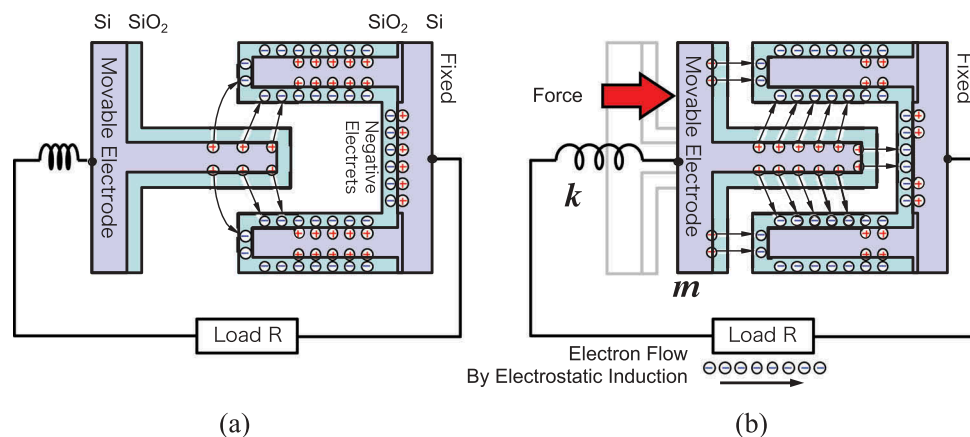 Si SiO2
SiO2 Si
Movable Electrode
Negative
Electrets
Fixed
Load R
(a)
Force
k
Movable Electrode
m
Fixed
Load R
Electron Flow
By Electrostatic Induction
(b)